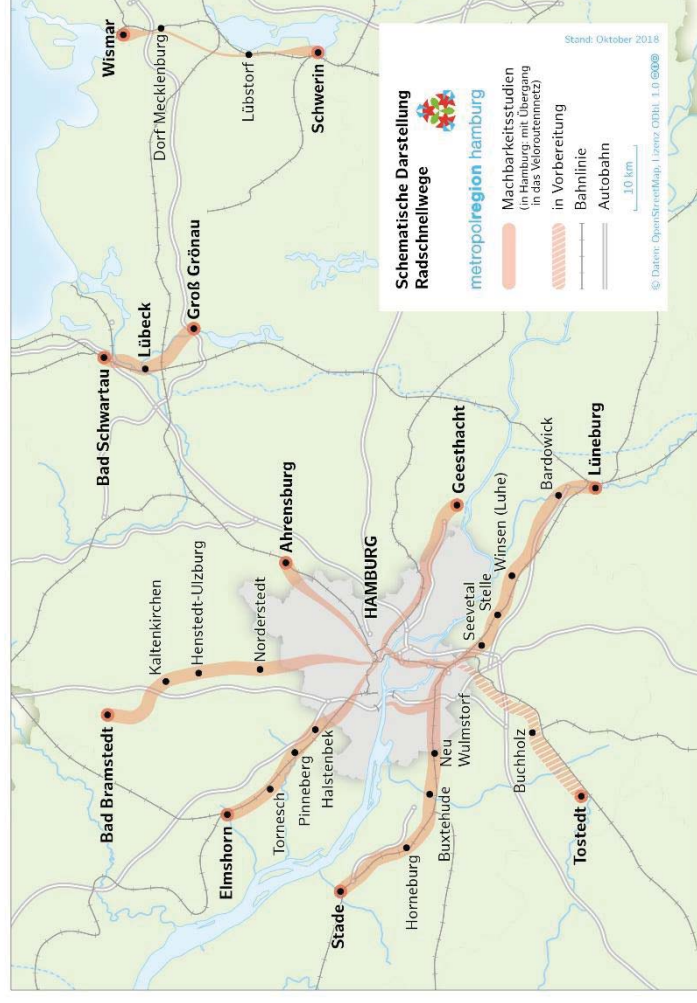 Wismar
Dorf Mecklenburg
Lübstorf
Schwerin
Bad Schwartau
Lübeck
Groß Grönau
Bad Bramstedt
Kaltenkirchen
Henstedt-Ulzburg
Norderstedt
Ahrensburg
Elmshorn
Tornesch
Pinneberg
Halstenbek
HAMBURG
Geesthacht
Stade
Horneburg
Buxtehude
Neu
Wulmstorf
Seevetal
Stelle
Winsen (Luhe)
Bardowick
Lüneburg
Buchholz
Tostedt
Schematische Darstellung
Radschnellwege
metropolregion hamburg
Machbarkeitsstudien
(in Hamburg: mit Übergang
in das Veloroutennnetz)
in Vorbereitung
Bahnlinie
Autobahn
10 km
Stand: Oktober 2018
© Daten: OpenStreetMap, Lizenz ODbl. 1.0